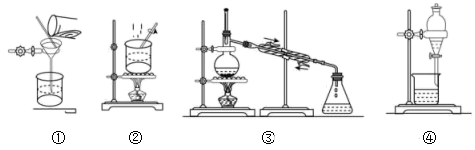 ① ② ③ ④